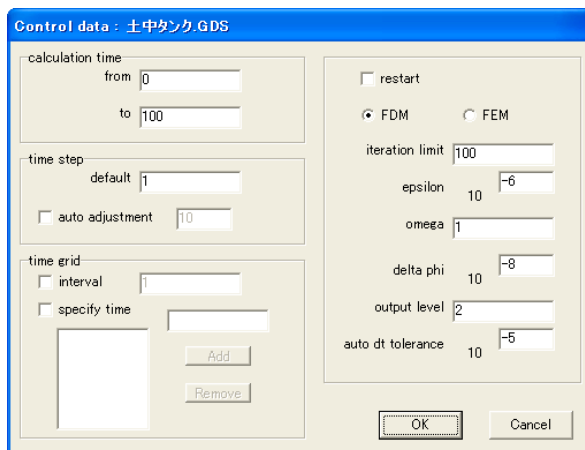 Control data : 土中タンク.GDS
calculation time
from 0
to 100
time step
default 1
auto adjustment 10
time grid
interval 1
specify time
Add
Remove
restart
FDM FEM
iteration limit 100
epsilon 10 -6
omega 1
delta phi 10 -8
output level 2
auto dt tolerance 10 -5
OK Cancel